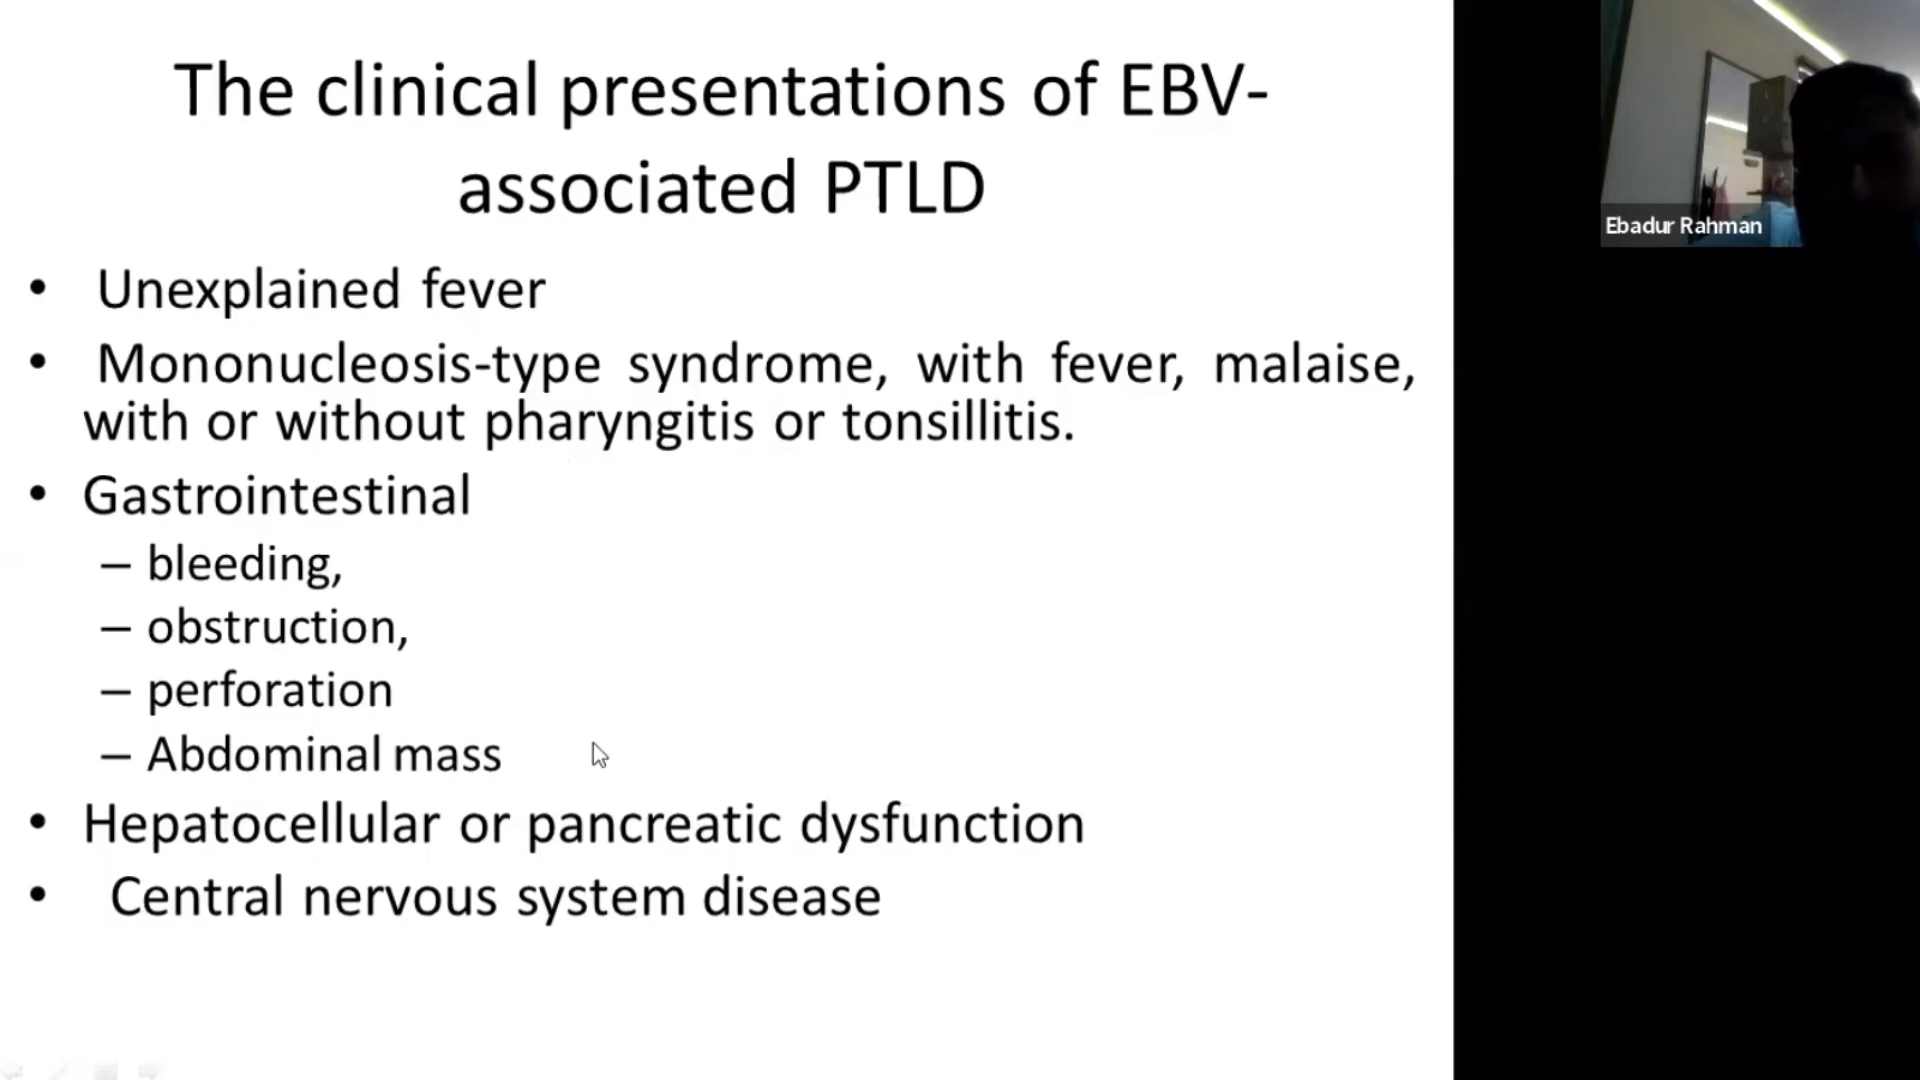 The clinical presentations of EBV-
associated PTLD
• Unexplained fever
• Mononucleosis-type syndrome, with fever, malaise,
with or without pharyngitis or tonsillitis.
• Gastrointestinal
– bleeding,
– obstruction,
– perforation
– Abdominal mass
• Hepatocellular or pancreatic dysfunction
• Central nervous system disease
Ebadur Rahman